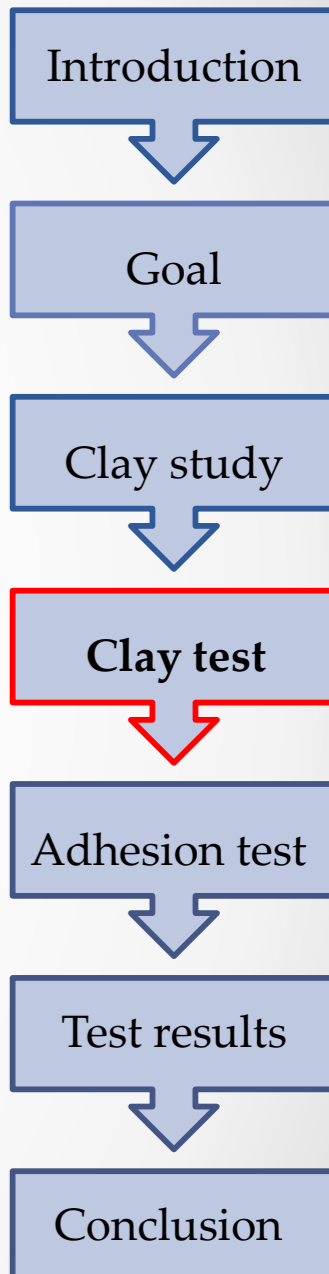 Introduction
Goal
Clay study
Clay test
Adhesion test
Test results
Conclusion